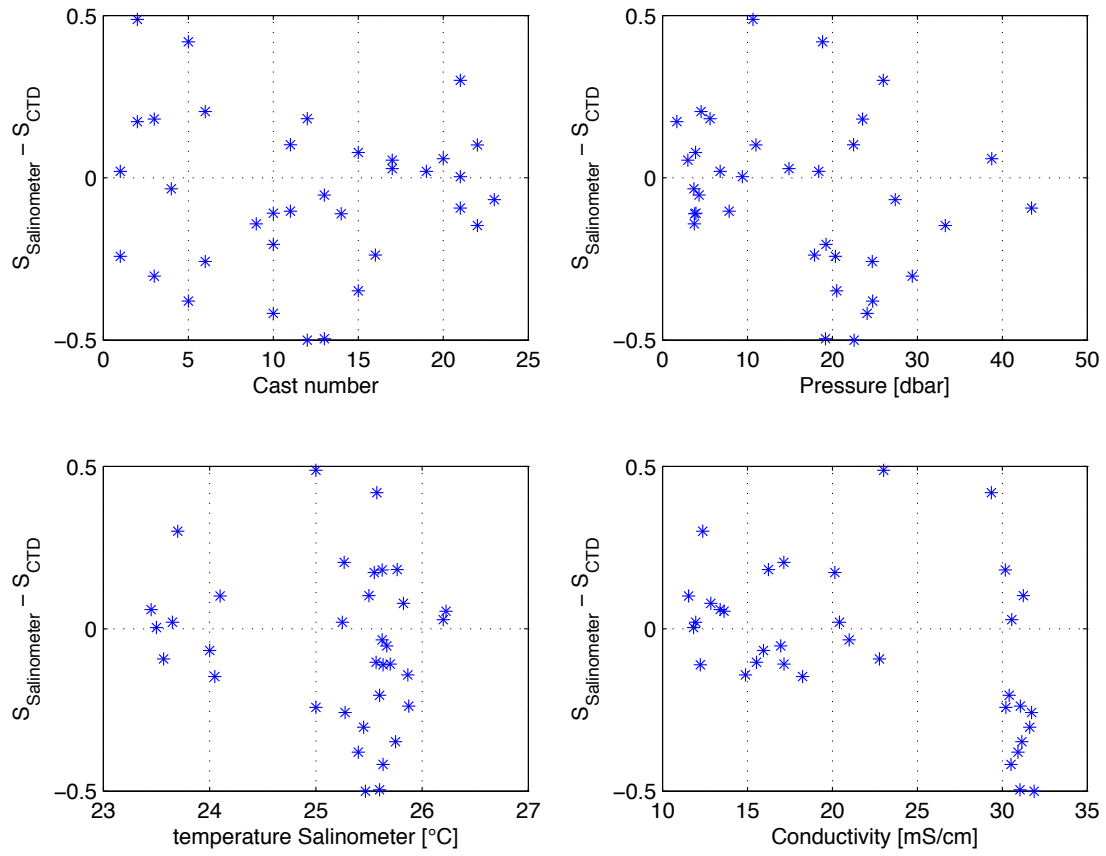 0.5
0
−0.5
S_Salinometer − S_CTD
0 5 10 15 20 25
Cast number
0.5
0
−0.5
S_Salinometer − S_CTD
0 10 20 30 40 50
Pressure [dbar]
0.5
0
−0.5
S_Salinometer − S_CTD
23 24 25 26 27
temperature Salinometer [°C]
0.5
0
−0.5
S_Salinometer − S_CTD
10 15 20 25 30 35
Conductivity [mS/cm]